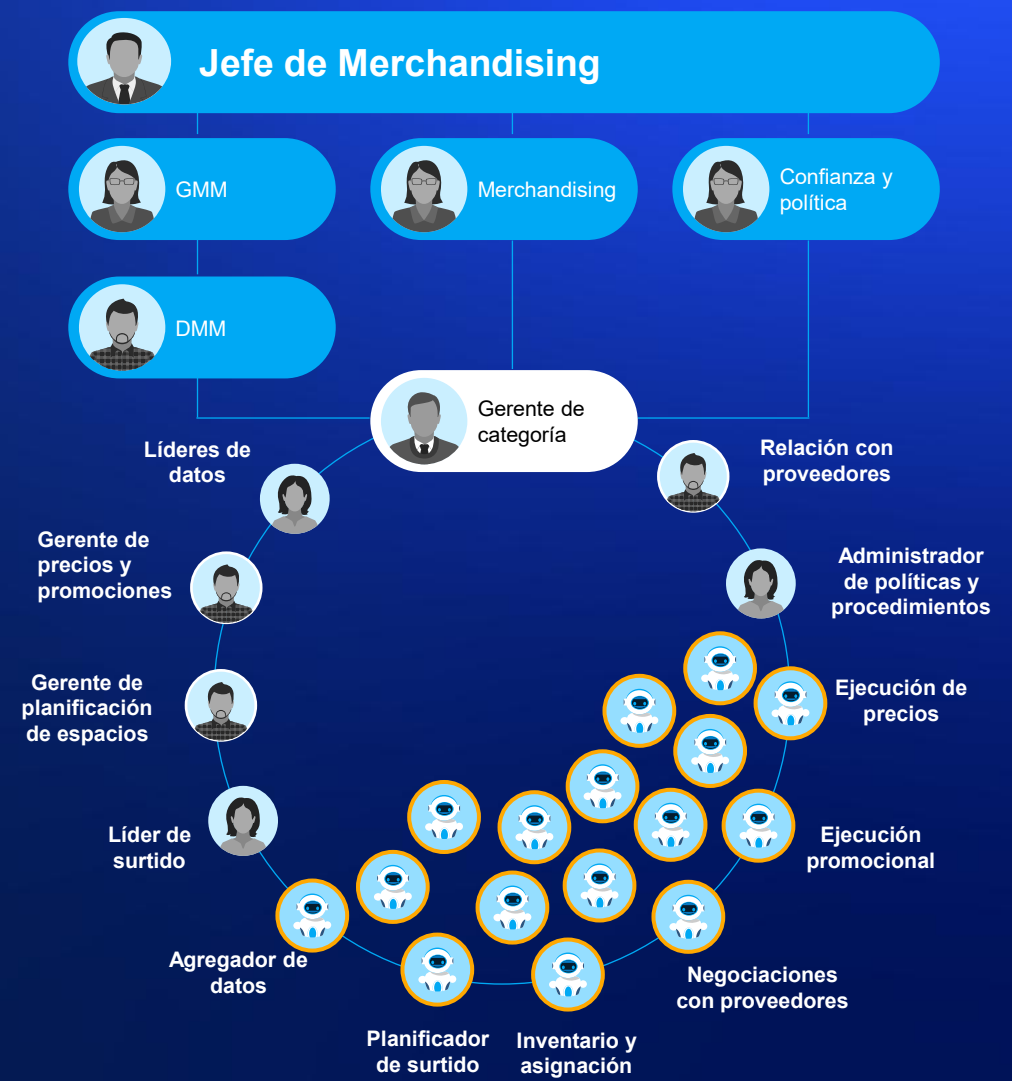 Jefe de Merchandising
GMM
Merchandising
Confianza y
política
DMM
Gerente de
categoría
Líderes de
datos
Relación con
proveedores
Gerente de
precios y
promociones
Administrador
de políticas y
procedimientos
Gerente de
planificación
de espacios
Ejecución de
precios
Líder de
surtido
Ejecución
promocional
Agregador de
datos
Negociaciones
con proveedores
Planificador
de surtido
Inventario y
asignación